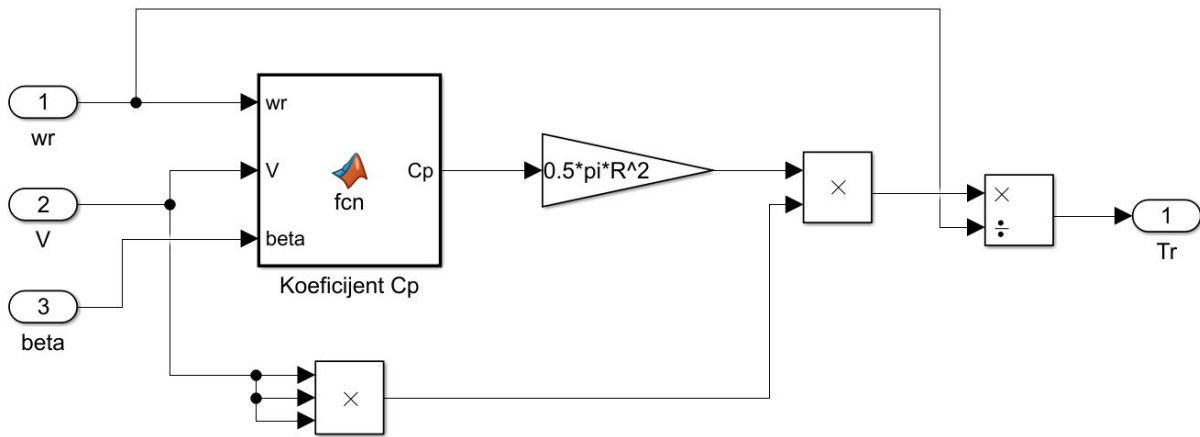 1
wr
2
V
3
beta
wr
V
beta
fcn
Cp
Koeficijent Cp
0.5*pi*R^2
×
×
×
÷
1
Tr